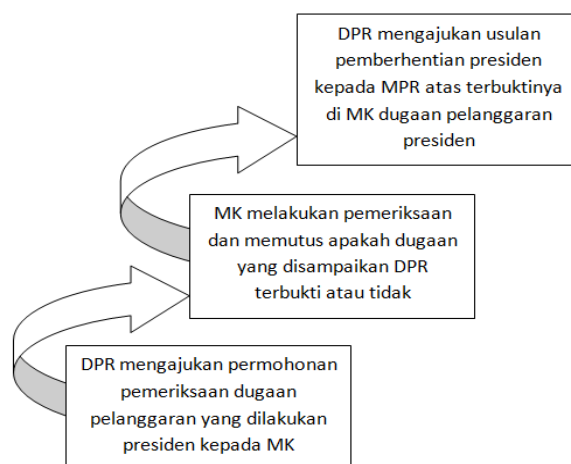 DPR mengajukan usulan
pemberhentian presiden
kepada MPR atas terbuktinya
di MK dugaan pelanggaran
presiden
MK melakukan pemeriksaan
dan memutus apakah dugaan
yang disampaikan DPR
terbukti atau tidak
DPR mengajukan permohonan
pemeriksaan dugaan
pelanggaran yang dilakukan
presiden kepada MK